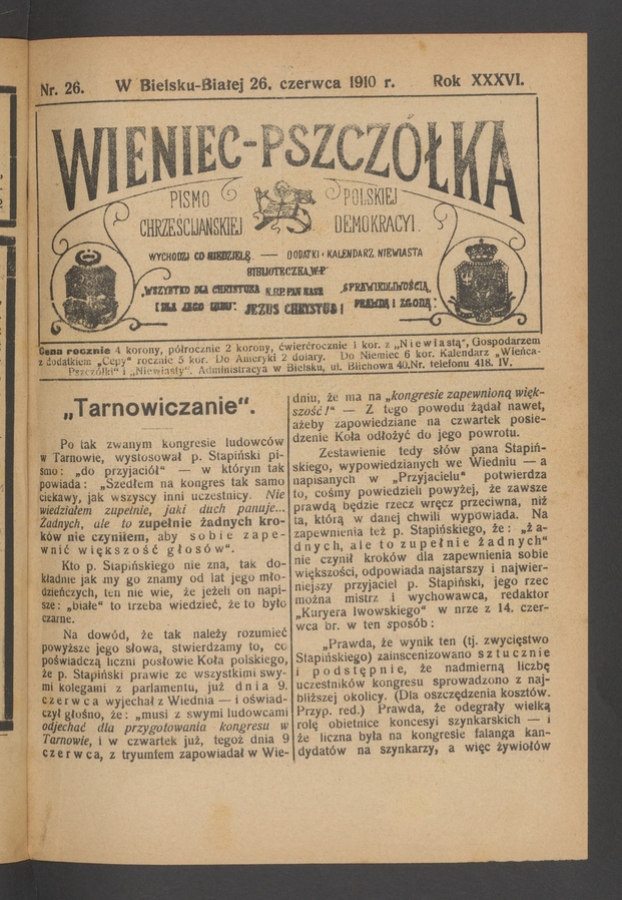 Nr. 26. W Bielsku-Białej 26. czerwca 1910 r. Rok XXXVI.
WIENIEC-PSZCZÓŁKA
PISMO POLSKIEJ
CHRZEŚCIJAŃSKIEJ DEMOKRACYI.
WYCHODZI CO NIEDZIELĘ. — DODATKI: KALENDARZ NIEWIASTA
BIBLIOTECZKA W-P
„WSZYSTKO DLA CHRYSTUSA SPRAWIEDLIWOŚCIĄ,
I DLA JEGO LUDU". JEZUS CHRYSTUS! PRAWDĄ I ZGODĄ.
Cena rocznie 4 korony, półrocznie 2 korony, ćwierćrocznie 1 kor. z „Niewiastą", Gospodarzem
z dodatkiem „Cepy" rocznie 5 kor. Do Ameryki 2 dolary. Do Niemiec 6 kor. Kalendarz „Wieńca-
Pszczółki" i „Niewiasty". Administracya w Bielsku, ul. Blichowa 40. Nr. telefonu 418. IV.
„Tarnowiczanie".
Po tak zwanym kongresie ludowców
w Tarnowie, wystosował p. Stapiński pi-
smo: „do przyjaciół" — w którym tak
powiada: „Szedłem na kongres tak samo
ciekawy, jak wszyscy inni uczestnicy. Nie
wiedziałem zupełnie, jaki duch panuje...
Żadnych, ale to zupełnie żadnych kro-
ków nie czyniłem, aby sobie zape-
wnić większość głosów".
Kto p. Stapińskiego nie zna, tak do-
kładnie jak my go znamy od lat jego mło-
dzieńczych, ten nie wie, że jeżeli on napi-
sze: „białe" to trzeba wiedzieć, że to było
czarne.
Na dowód, że tak należy rozumieć
powyższe jego słowa, stwierdzamy to, co
poświadczą liczni posłowie Koła polskiego,
że p. Stapiński prawie ze wszystkimi swy-
mi kolegami z parlamentu, już dnia 9.
czerwca wyjechał z Wiednia — i oświad-
czył głośno, że: „musi z swymi ludowcami
odjechać dla przygotowania kongresu w
Tarnowie, i w czwartek już, tegoż dnia 9
czerwca, z tryumfem zapowiadał w Wie-
dniu, że ma na „kongresie zapewnioną więk-
szość!" — Z tego powodu żądał nawet,
ażeby zapowiedziane na czwartek posie-
dzenie Koła odłożyć do jego powrotu.
Zestawienie tedy słów pana Stapiń-
skiego, wypowiedzianych we Wiedniu — a
napisanych w „Przyjacielu" potwierdza
to, cośmy powiedzieli powyżej, że zawsze
prawdą będzie rzecz wręcz przeciwna, niż
ta, którą w danej chwili wypowiada. Na
zapewnienia też p. Stapińskiego, że: „ża-
dnych, ale to zupełnie żadnych"
nie czynił kroków dla zapewnienia sobie
większości, odpowiada najstarszy i najwier-
niejszy przyjaciel p. Stapiński, jego rzec
można mistrz i wychowawca, redaktor
„Kuryera lwowskiego" w nrze z 14. czer-
wca br. w ten sposób:
„Prawda, że wynik ten (tj. zwycięstwo
Stapińskiego) zainscenizowano sztucznie
i podstępnie, że nadmierną liczbę
uczestników kongresu sprowadzono z naj-
bliższej okolicy. (Dla oszczędzenia kosztów.
Przyp. red.) Prawda, że odegrały wielką
rolę obietnice koncesyi szynkarskich — i
że liczna była na kongresie falanga kan-
dydatów na szynkarzy, a więc żywiołów